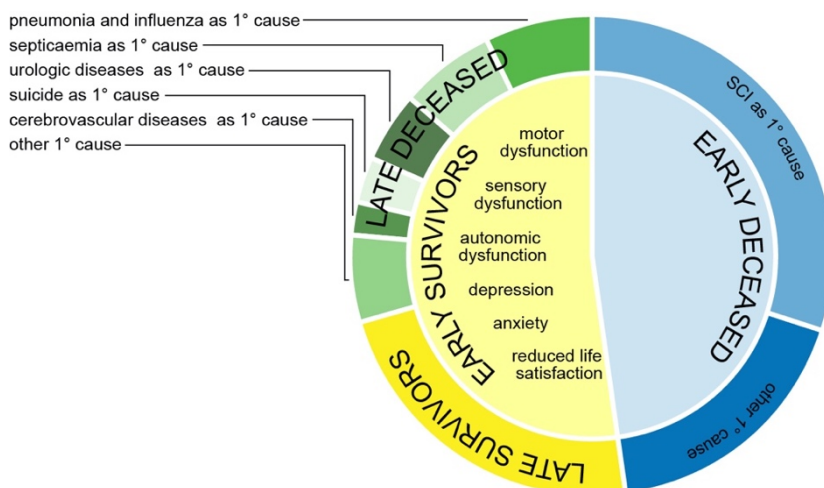 pneumonia and influenza as 1° cause
septicaemia as 1° cause
urologic diseases  as 1° cause
suicide as 1° cause
cerebrovascular diseases  as 1° cause
other 1° cause
LATE DECEASED
EARLY SURVIVORS
motor
dysfunction
sensory
dysfunction
autonomic
dysfunction
depression
anxiety
reduced life
satisfaction
LATE SURVIVORS
SCI as 1° cause
EARLY DECEASED
other 1° cause